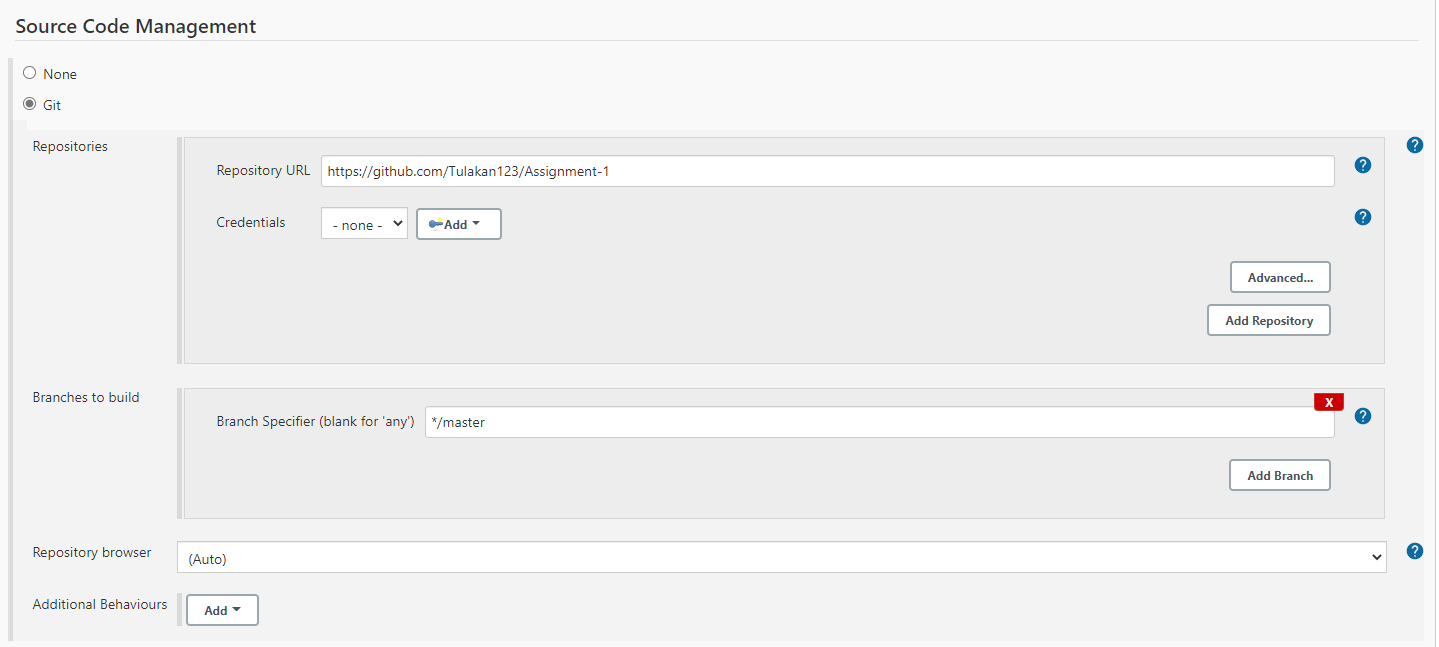 Source Code Management
None
Git
Repositories
Repository URL https://github.com/Tulakan123/Assignment-1
Credentials - none - Add
Advanced...
Add Repository
Branches to build
X
Branch Specifier (blank for 'any') */master
Add Branch
Repository browser (Auto)
Additional Behaviours Add